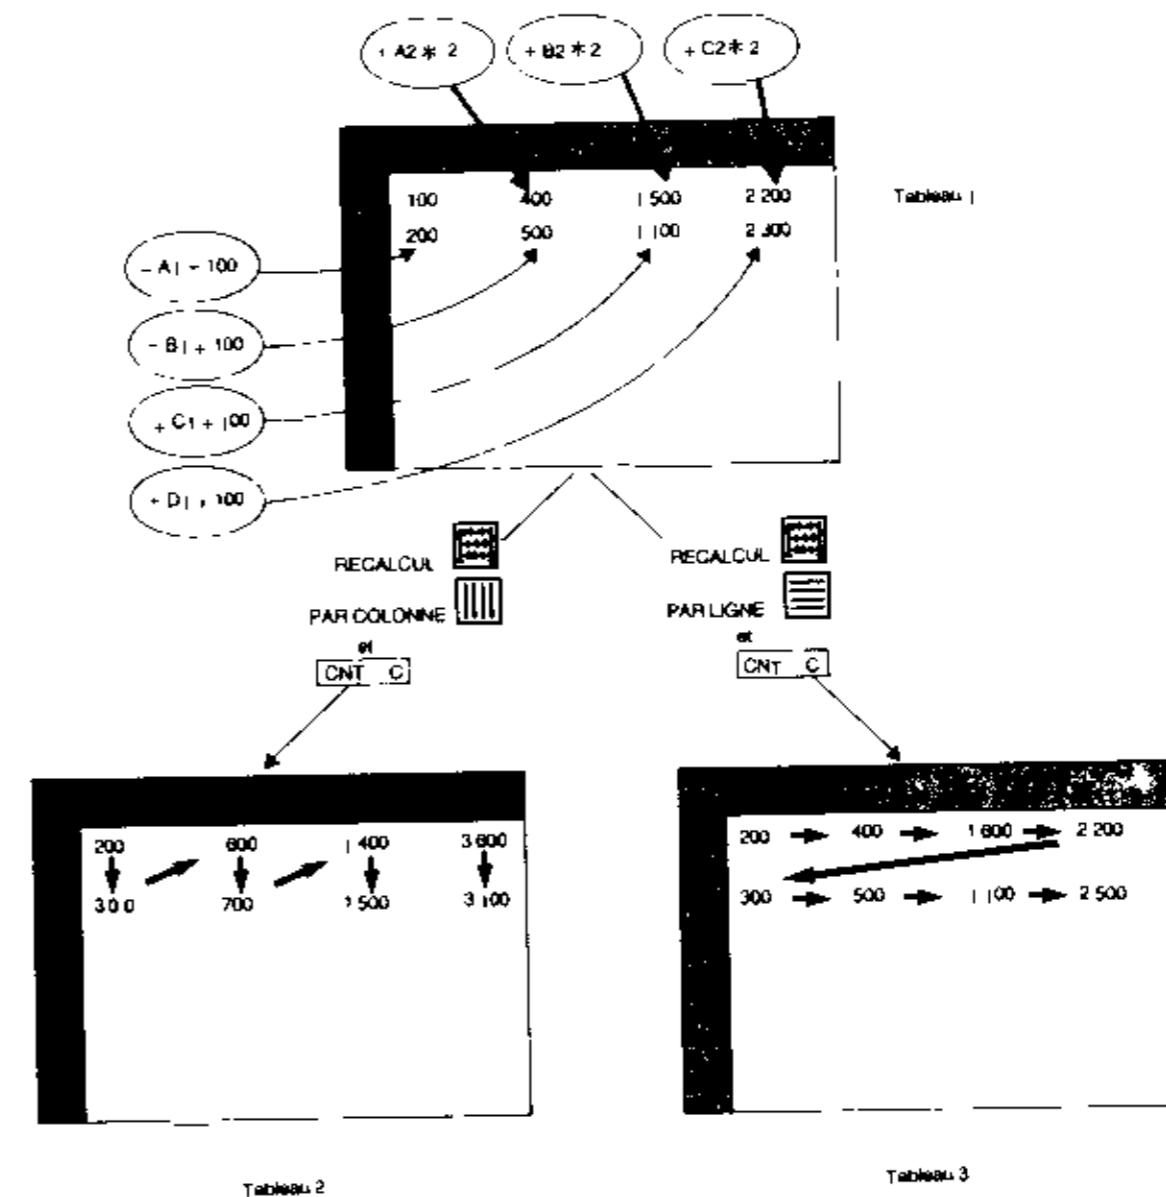 + A2 * 2
+ B2 * 2
+ C2 * 2
100 400 1 500 2 200
200 500 1 100 2 300
Tableau 1
– A1 – 100
– B1 + 100
+ C1 + 100
+ D1 + 100
RECALCUL
PAR COLONNE
et
CNT C
RECALCUL
PAR LIGNE
et
CNT C
200 600 1 400 3 600
300 700 1 500 3 100
Tableau 2
200 400 1 600 2 200
300 500 1 100 2 500
Tableau 3